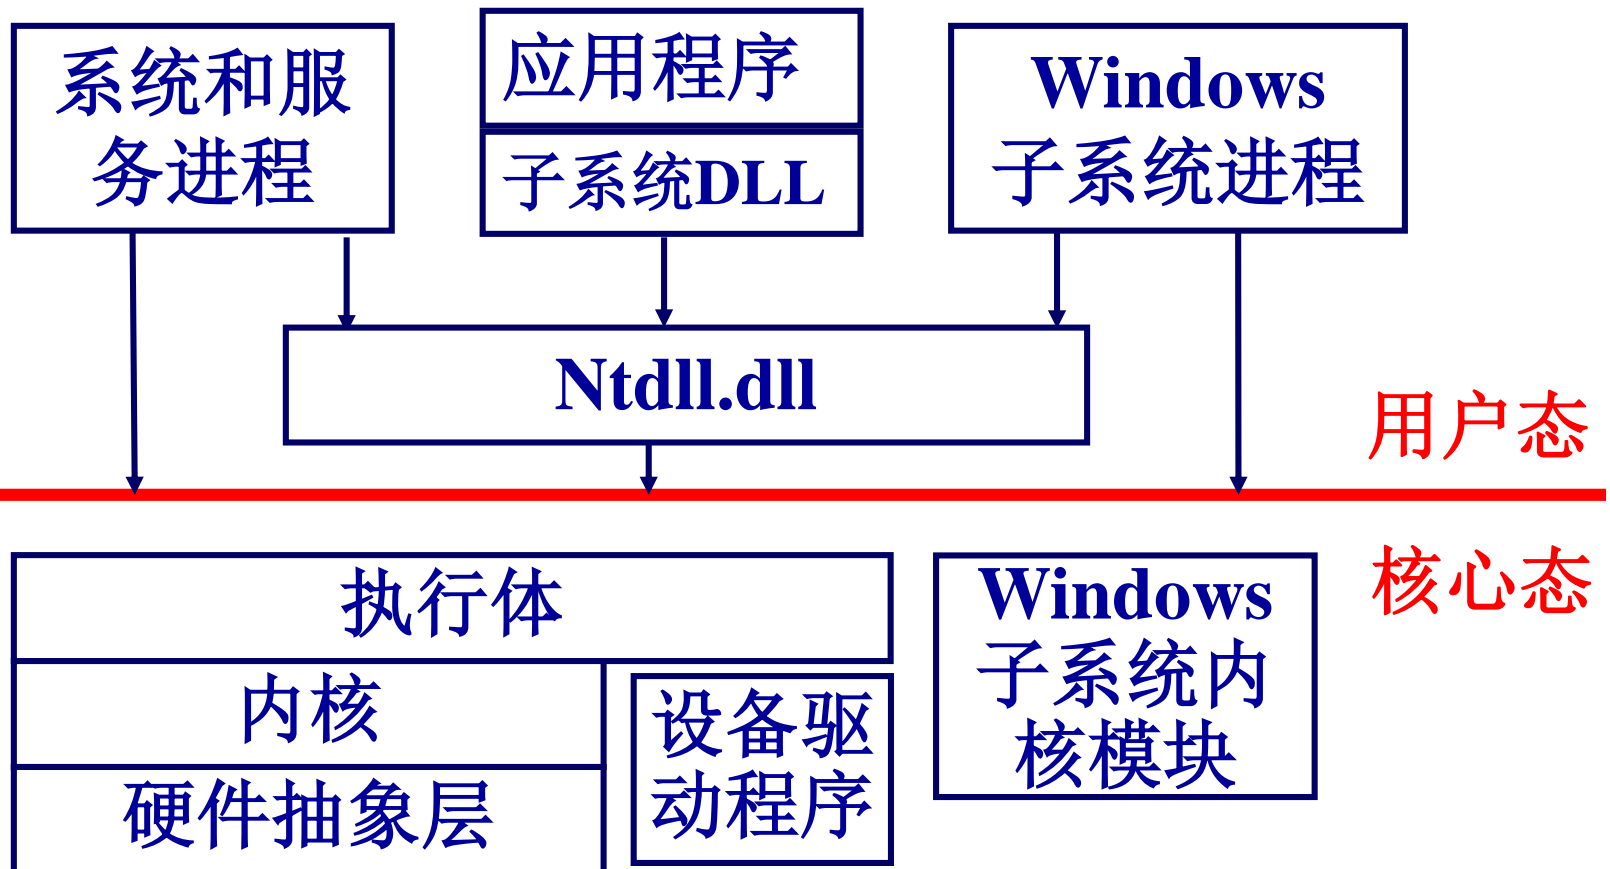 系统和服
务进程
应用程序
子系统DLL
Windows
子系统进程
Ntdll.dll
用户态
核心态
执行体
内核
硬件抽象层
设备驱
动程序
Windows
子系统内
核模块